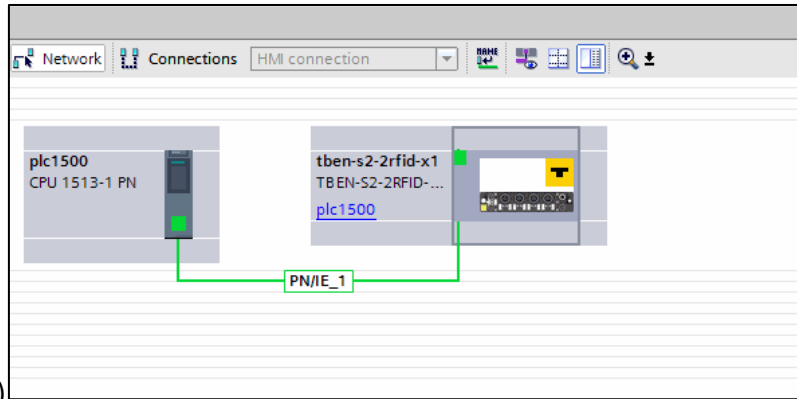 Network Connections HMI connection NAME
plc1500
CPU 1513-1 PN
tben-s2-2rfid-x1
TBEN-S2-2RFID-...
plc1500
PN/IE_1
)